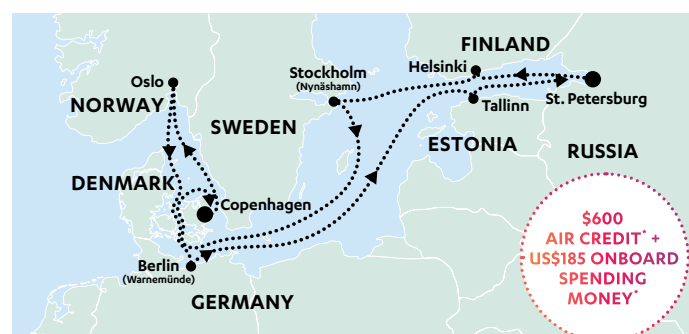 FINLAND
Helsinki
Oslo
Stockholm
(Nynäshamn)
NORWAY
Tallinn
St. Petersburg
SWEDEN
ESTONIA
RUSSIA
DENMARK
Copenhagen
Berlin
(Warnemünde)
GERMANY
$600
AIR CREDIT* +
US$185 ONBOARD
SPENDING
MONEY*